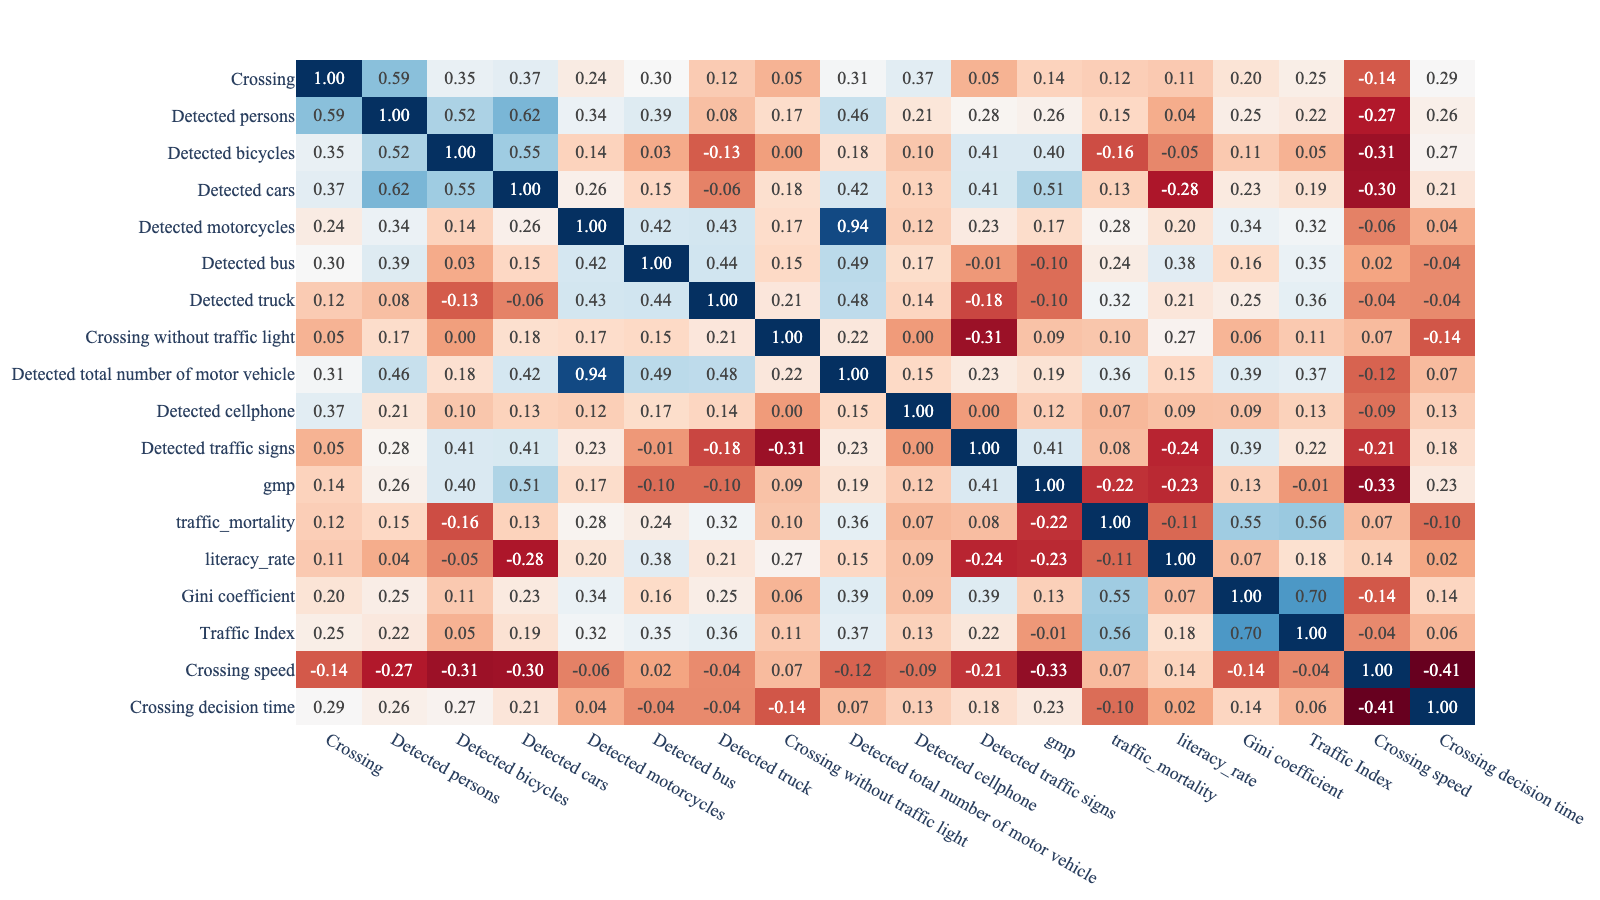 Crossing 1.00 0.59 0.35 0.37 0.24 0.30 0.12 0.05 0.31 0.37 0.05 0.14 0.12 0.11 0.20 0.25 -0.14 0.29
Detected persons 0.59 1.00 0.52 0.62 0.34 0.39 0.08 0.17 0.46 0.21 0.28 0.26 0.15 0.04 0.25 0.22 -0.27 0.26
Detected bicycles 0.35 0.52 1.00 0.55 0.14 0.03 -0.13 0.00 0.18 0.10 0.41 0.40 -0.16 -0.05 0.11 0.05 -0.31 0.27
Detected cars 0.37 0.62 0.55 1.00 0.26 0.15 -0.06 0.18 0.42 0.13 0.41 0.51 0.13 -0.28 0.23 0.19 -0.30 0.21
Detected motorcycles 0.24 0.34 0.14 0.26 1.00 0.42 0.43 0.17 0.94 0.12 0.23 0.17 0.28 0.20 0.34 0.32 -0.06 0.04
Detected bus 0.30 0.39 0.03 0.15 0.42 1.00 0.44 0.15 0.49 0.17 -0.01 -0.10 0.24 0.38 0.16 0.35 0.02 -0.04
Detected truck 0.12 0.08 -0.13 -0.06 0.43 0.44 1.00 0.21 0.48 0.14 -0.18 -0.10 0.32 0.21 0.25 0.36 -0.04 -0.04
Crossing without traffic light 0.05 0.17 0.00 0.18 0.17 0.15 0.21 1.00 0.22 0.00 -0.31 0.09 0.10 0.27 0.06 0.11 0.07 -0.14
Detected total number of motor vehicle 0.31 0.46 0.18 0.42 0.94 0.49 0.48 0.22 1.00 0.15 0.23 0.19 0.36 0.15 0.39 0.37 -0.12 0.07
Detected cellphone 0.37 0.21 0.10 0.13 0.12 0.17 0.14 0.00 0.15 1.00 0.00 0.12 0.07 0.09 0.09 0.13 -0.09 0.13
Detected traffic signs 0.05 0.28 0.41 0.41 0.23 -0.01 -0.18 -0.31 0.23 0.00 1.00 0.41 0.08 -0.24 0.39 0.22 -0.21 0.18
gmp 0.14 0.26 0.40 0.51 0.17 -0.10 -0.10 0.09 0.19 0.12 0.41 1.00 -0.22 -0.23 0.13 -0.01 -0.33 0.23
traffic_mortality 0.12 0.15 -0.16 0.13 0.28 0.24 0.32 0.10 0.36 0.07 0.08 -0.22 1.00 -0.11 0.55 0.56 0.07 -0.10
literacy_rate 0.11 0.04 -0.05 -0.28 0.20 0.38 0.21 0.27 0.15 0.09 -0.24 -0.23 -0.11 1.00 0.07 0.18 0.14 0.02
Gini coefficient 0.20 0.25 0.11 0.23 0.34 0.16 0.25 0.06 0.39 0.09 0.39 0.13 0.55 0.07 1.00 0.70 -0.14 0.14
Traffic Index 0.25 0.22 0.05 0.19 0.32 0.35 0.36 0.11 0.37 0.13 0.22 -0.01 0.56 0.18 0.70 1.00 -0.04 0.06
Crossing speed -0.14 -0.27 -0.31 -0.30 -0.06 0.02 -0.04 0.07 -0.12 -0.09 -0.21 -0.33 0.07 0.14 -0.14 -0.04 1.00 -0.41
Crossing decision time 0.29 0.26 0.27 0.21 0.04 -0.04 -0.04 -0.14 0.07 0.13 0.18 0.23 -0.10 0.02 0.14 0.06 -0.41 1.00
Crossing
Detected persons
Detected bicycles
Detected cars
Detected motorcycles
Detected bus
Detected truck
Crossing without traffic light
Detected total number of motor vehicle
Detected cellphone
Detected traffic signs
gmp
traffic_mortality
literacy_rate
Gini coefficient
Traffic Index
Crossing speed
Crossing decision time